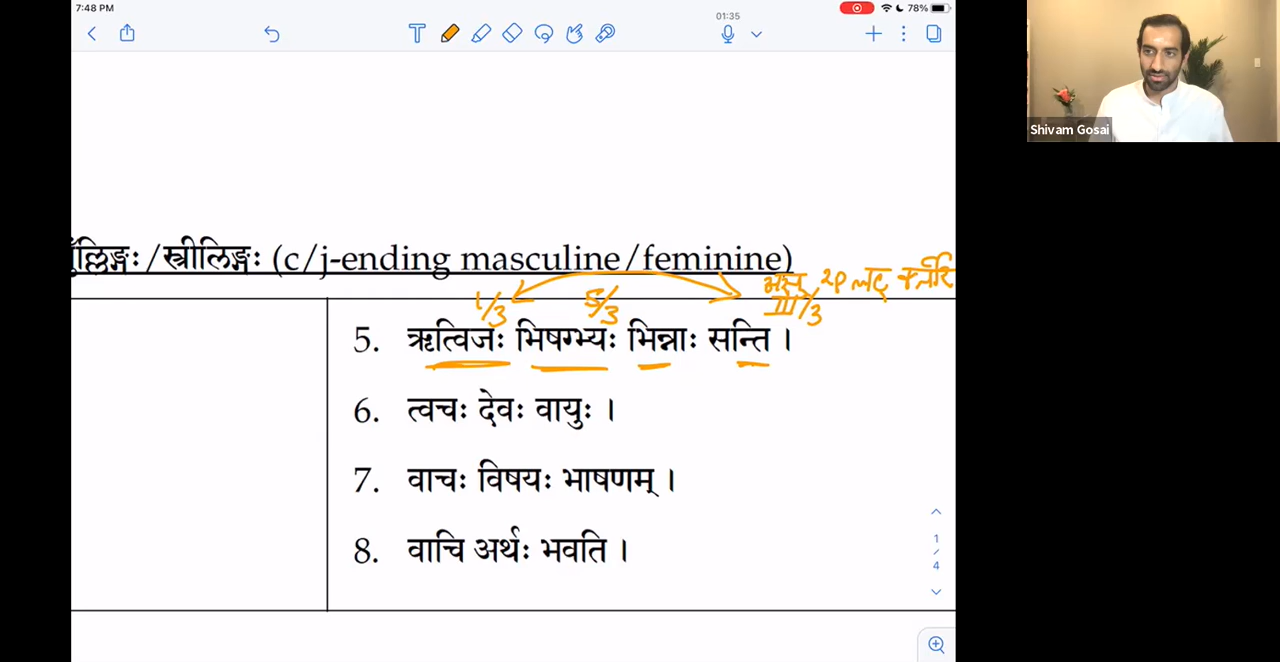 7:48 PM
78%
01:35
Shivam Gosai
ल्लिङ्गः/स्त्रीलिङ्गः (c/j-ending masculine/feminine)
1/3 5/3 III/3
5. ऋत्विजः भिषग्भ्यः भिन्नाः सन्ति ।
6. त्वचः देवः वायुः ।
7. वाचः विषयः भाषणम् ।
8. वाचि अर्थः भवति ।
1
/
4